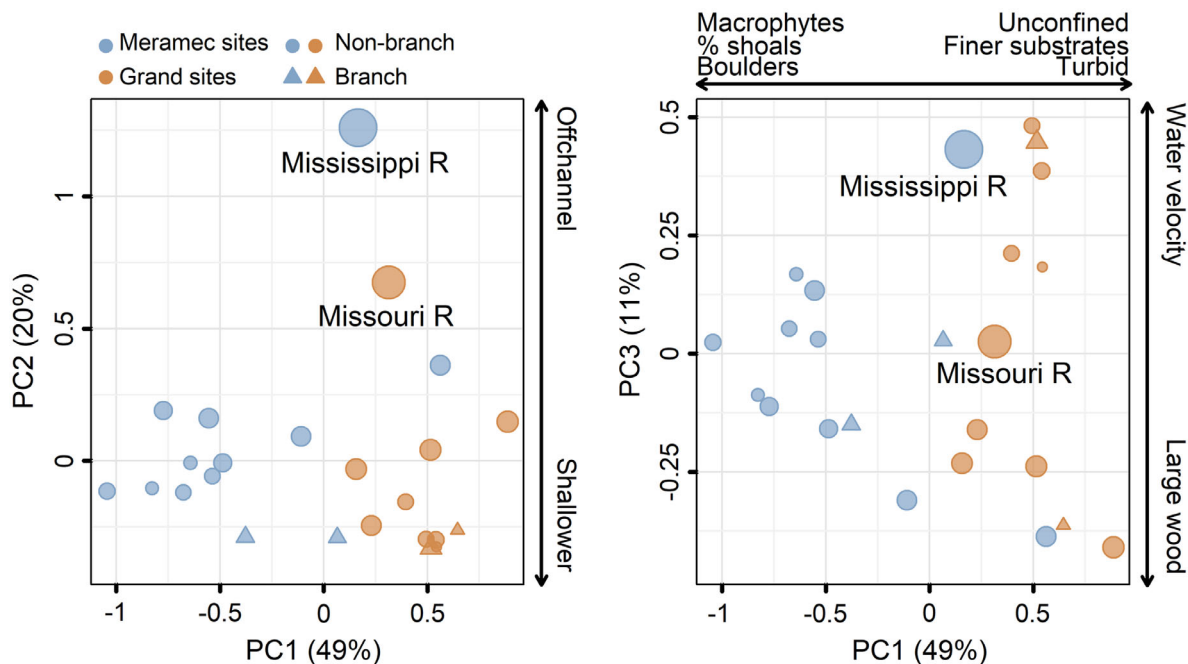 Meramec sites
Non-branch
Grand sites
Branch
Mississippi R
Missouri R
1
0.5
0
PC2 (20%)
-1
-0.5
0
0.5
PC1 (49%)
Offchannel
Shallower
Macrophytes
% shoals
Boulders
Unconfined
Finer substrates
Turbid
Mississippi R
Missouri R
0.5
0.25
0
-0.25
PC3 (11%)
-1
-0.5
0
0.5
PC1 (49%)
Water velocity
Large wood